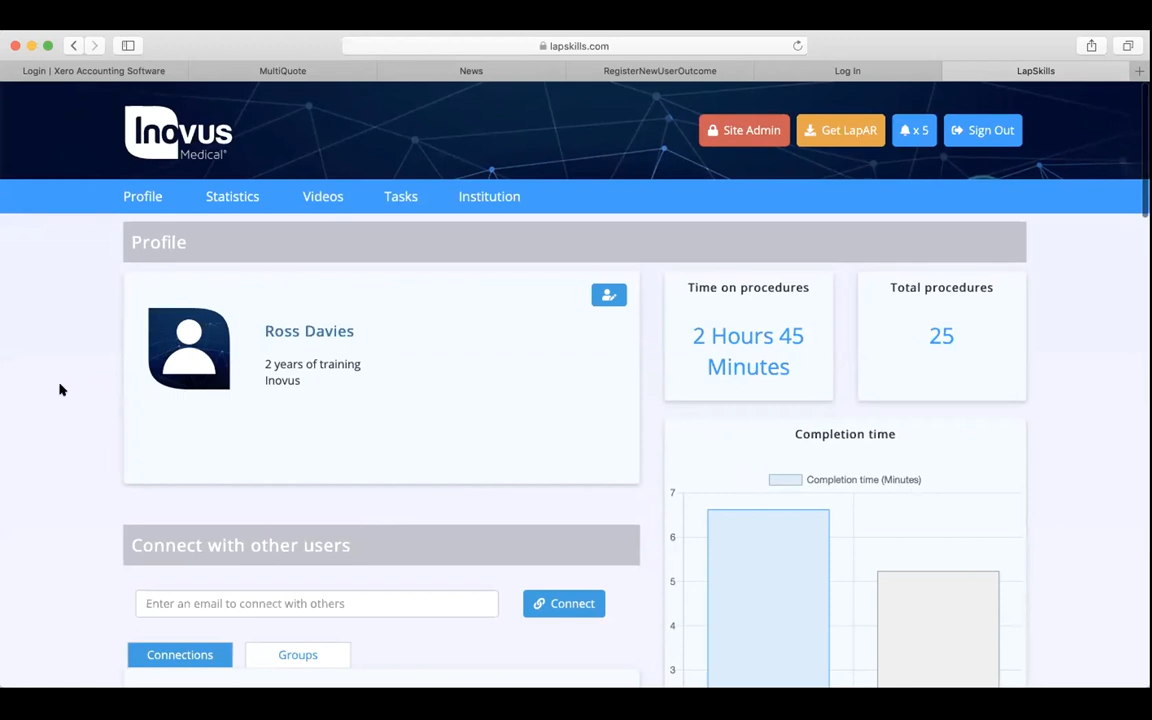 lapskills.com
Login | Xero Accounting Software
MultiQuote
News
RegisterNewUserOutcome
Log In
LapSkills
Inovus
Medical®
Site Admin
Get LapAR
x 5
Sign Out
Profile
Statistics
Videos
Tasks
Institution
Profile
Ross Davies
2 years of training
Inovus
Time on procedures
2 Hours 45
Minutes
Total procedures
25
Completion time
Completion time (Minutes)
7
6
5
4
3
Connect with other users
Enter an email to connect with others
Connect
Connections
Groups